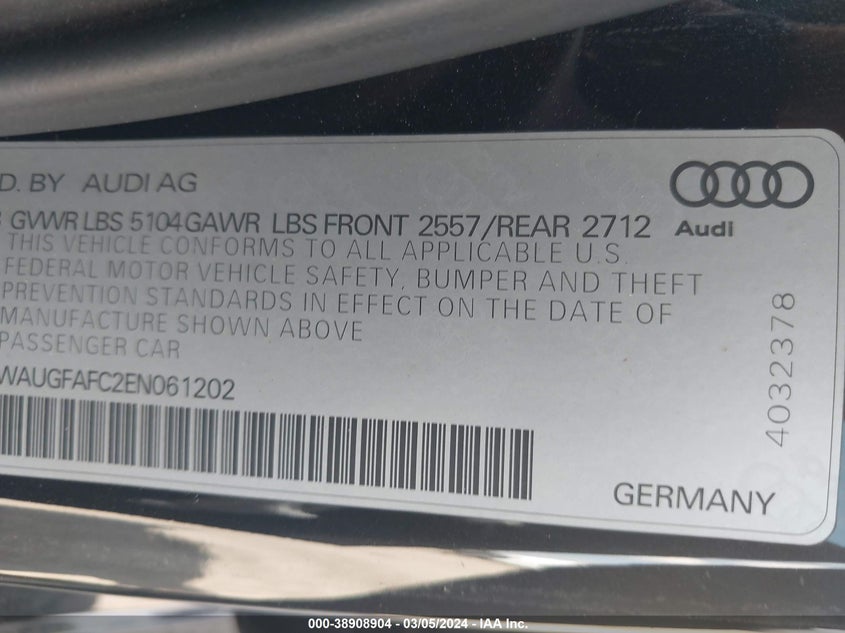 D. BY AUDI AG
GVWR LBS 5104 GAWR LBS FRONT 2557/REAR 2712
Audi
THIS VEHICLE CONFORMS TO ALL APPLICABLE U.S.
FEDERAL MOTOR VEHICLE SAFETY, BUMPER AND THEFT
PREVENTION STANDARDS IN EFFECT ON THE DATE OF
MANUFACTURE SHOWN ABOVE
PASSENGER CAR
WAUGFAFC2EN061202
4032378
GERMANY
000-38908904 - 03/05/2024 - IAA Inc.